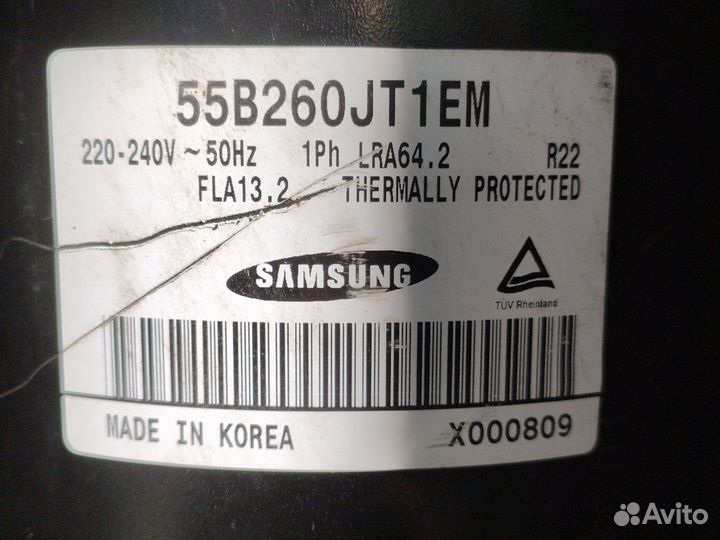 55B260JT1EM
220-240V ~ 50Hz 1Ph LRA64.2 R22
FLA13.2 THERMALLY PROTECTED
SAMSUNG
TÜV Rheinland
MADE IN KOREA X000809
Avito